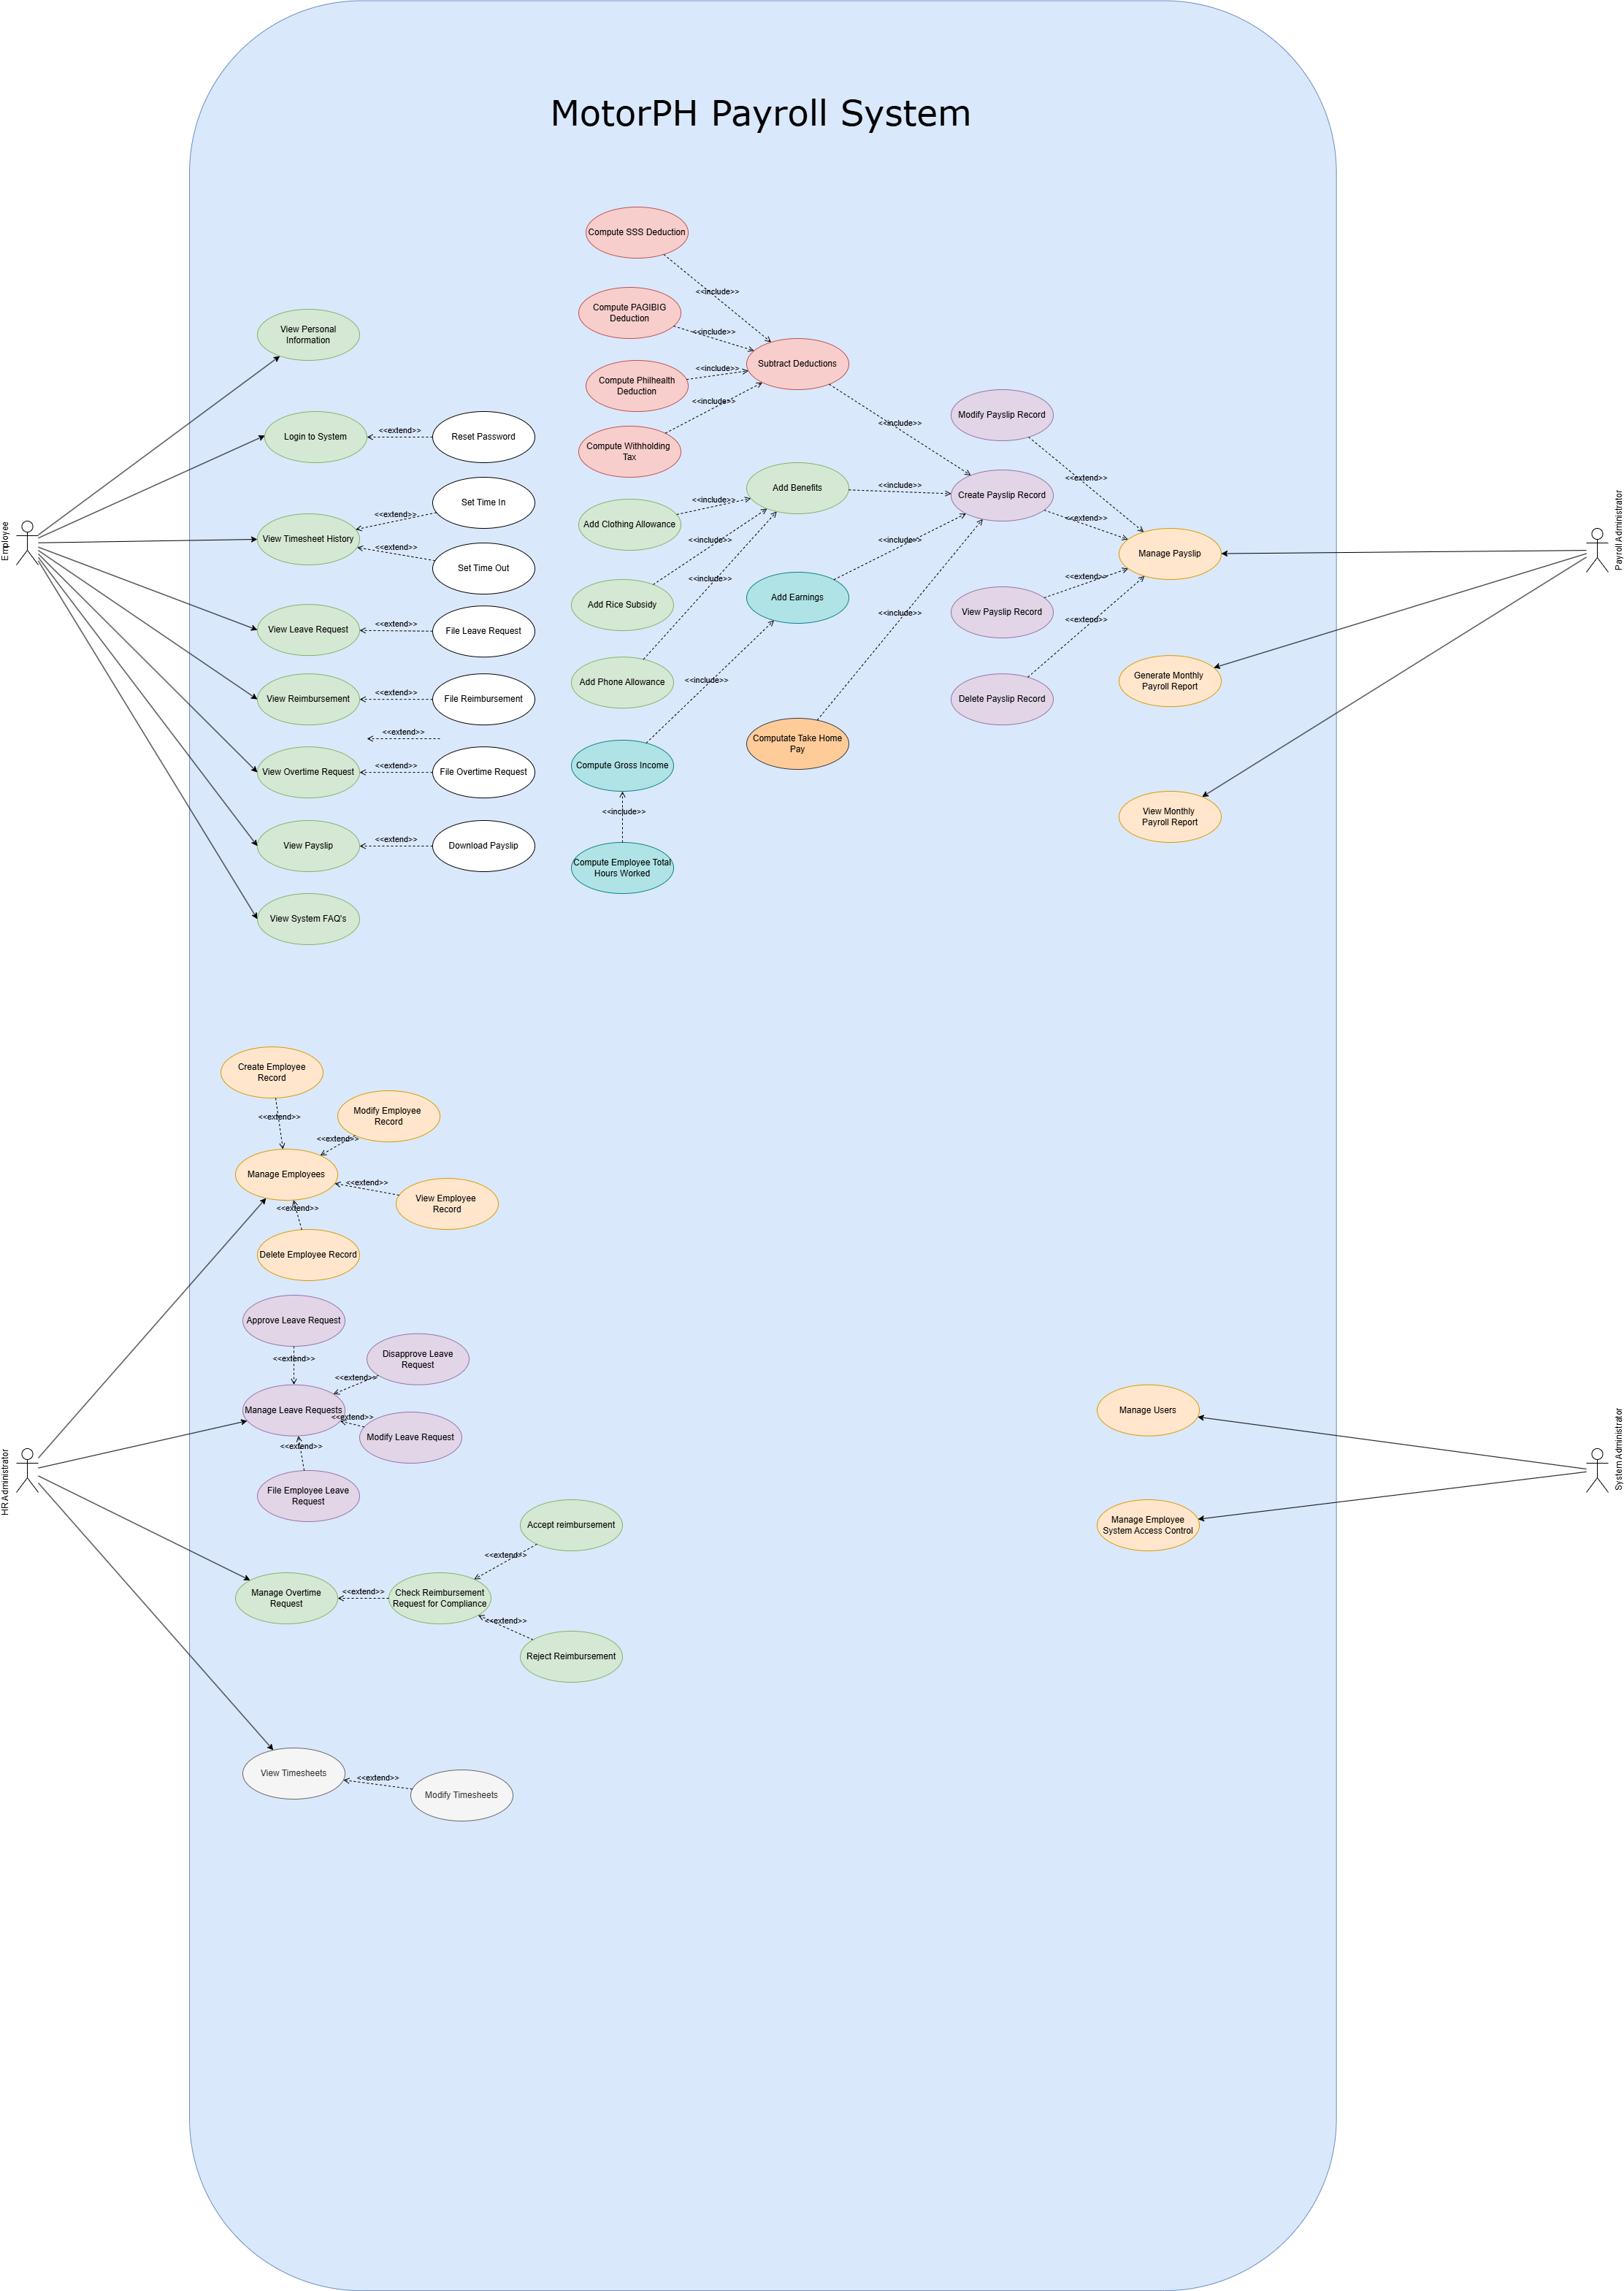 MotorPH Payroll System
Employee
View Personal
Information
Login to System
<<extend>>
Reset Password
View Timesheet History
<<extend>>
Set Time In
<<extend>>
Set Time Out
View Leave Request
<<extend>>
File Leave Request
View Reimbursement
<<extend>>
File Reimbursement
<<extend>>
View Overtime Request
<<extend>>
File Overtime Request
View Payslip
<<extend>>
Download Payslip
View System FAQ's
Compute SSS Deduction
<<include>>
Compute PAGIBIG
Deduction
<<include>>
Compute Philhealth
Deduction
<<include>>
Compute Withholding
Tax
<<include>>
Subtract Deductions
<<include>>
Add Clothing Allowance
<<include>>
Add Rice Subsidy
<<include>>
Add Phone Allowance
<<include>>
Add Benefits
<<include>>
Add Earnings
<<include>>
Compute Gross Income
<<include>>
Compute Employee Total
Hours Worked
<<include>>
Computate Take Home
Pay
<<include>>
Modify Payslip Record
<<extend>>
Create Payslip Record
<<extend>>
View Payslip Record
<<extend>>
Delete Payslip Record
<<extend>>
Manage Payslip
Generate Monthly
Payroll Report
View Monthly
Payroll Report
Payroll Administrator
HR Administrator
Create Employee
Record
<<extend>>
Modify Employee
Record
<<extend>>
Manage Employees
<<extend>>
View Employee
Record
<<extend>>
Delete Employee Record
Approve Leave Request
<<extend>>
Disapprove Leave
Request
<<extend>>
Manage Leave Requests
<<extend>>
Modify Leave Request
<<extend>>
File Employee Leave
Request
Accept reimbursement
<<extend>>
Manage Overtime
Request
<<extend>>
Check Reimbursement
Request for Compliance
<<extend>>
Reject Reimbursement
View Timesheets
<<extend>>
Modify Timesheets
Manage Users
Manage Employee
System Access Control
System Administrator